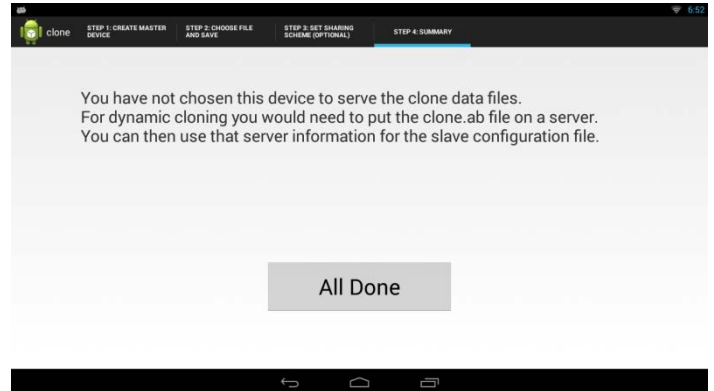 6:52
clone
STEP 1: CREATE MASTER
DEVICE
STEP 2: CHOOSE FILE
AND SAVE
STEP 3: SET SHARING
SCHEME (OPTIONAL)
STEP 4: SUMMARY
You have not chosen this device to serve the clone data files.
For dynamic cloning you would need to put the clone.ab file on a server.
You can then use that server information for the slave configuration file.
All Done